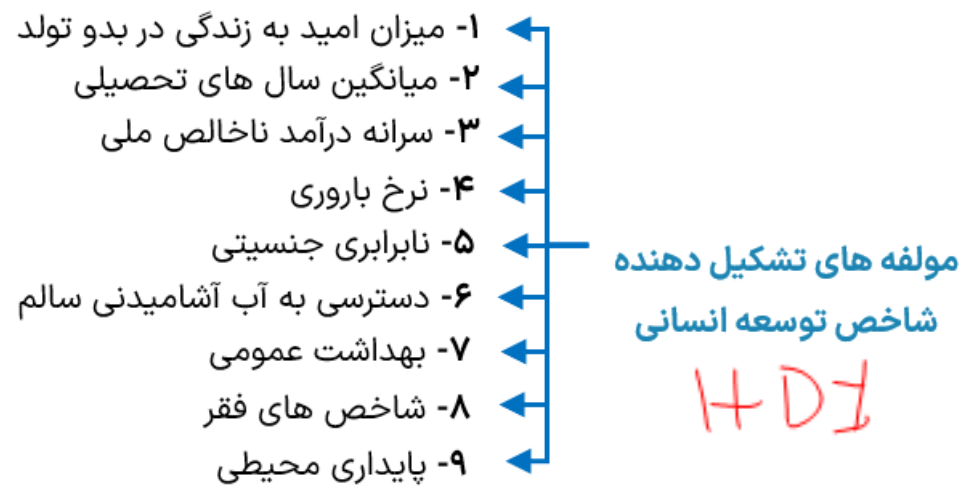 مولفه های تشکیل دهنده
شاخص توسعه انسانی
HDI
۱- میزان امید به زندگی در بدو تولد
۲- میانگین سال های تحصیلی
۳- سرانه درآمد ناخالص ملی
۴- نرخ باروری
۵- نابرابری جنسیتی
۶- دسترسی به آب آشامیدنی سالم
۷- بهداشت عمومی
۸- شاخص های فقر
۹- پایداری محیطی